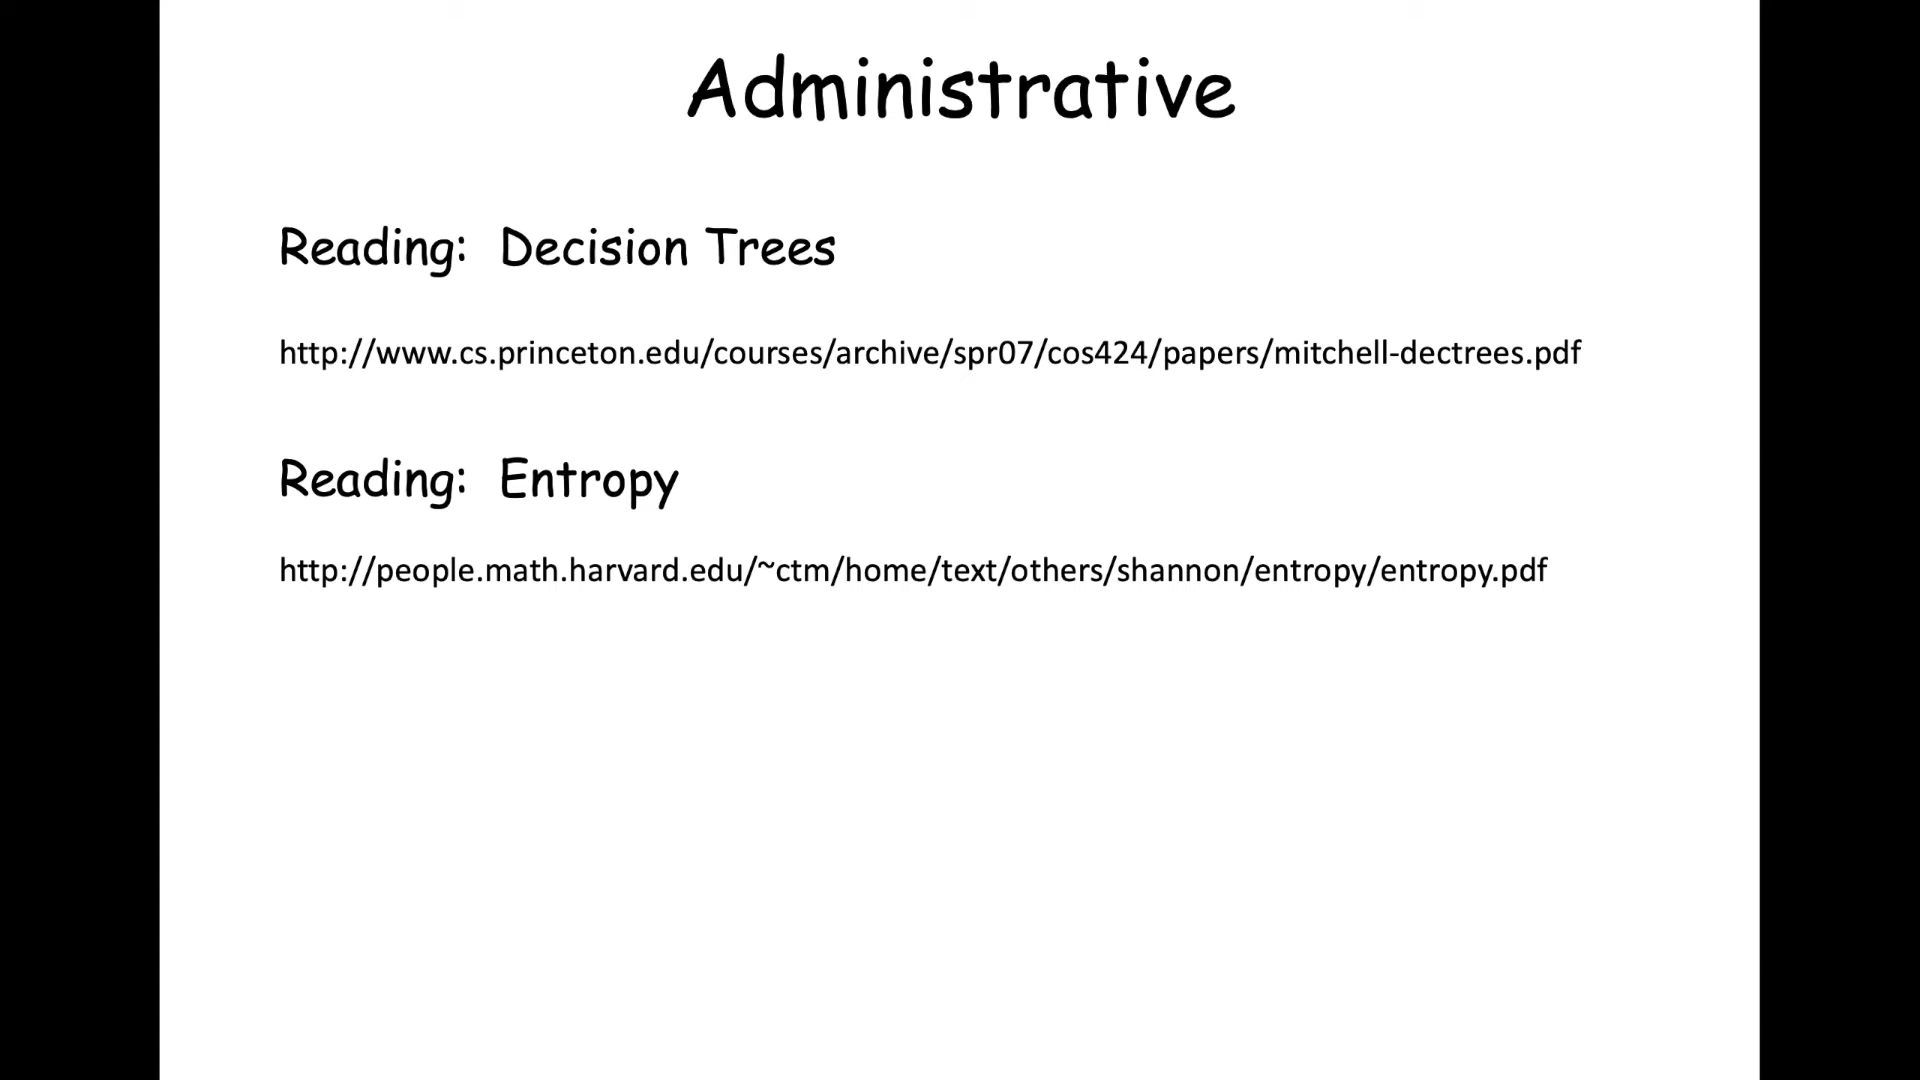 Administrative
Reading: Decision Trees
http://www.cs.princeton.edu/courses/archive/spr07/cos424/papers/mitchell-dectrees.pdf
Reading: Entropy
http://people.math.harvard.edu/~ctm/home/text/others/shannon/entropy/entropy.pdf